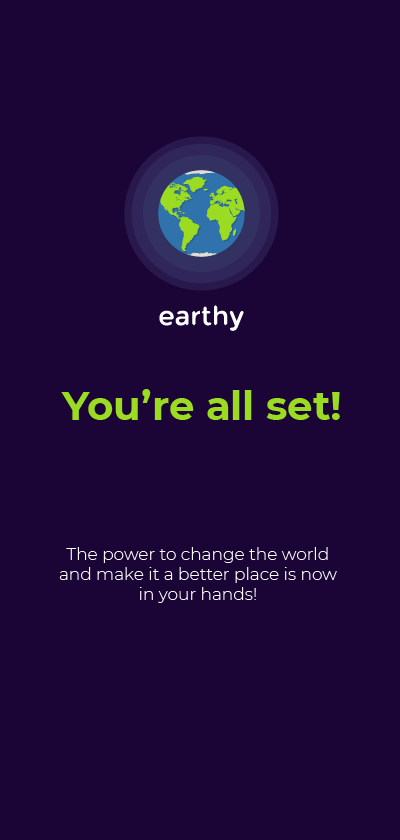 earthy
You’re all set!
The power to change the world
and make it a better place is now
in your hands!